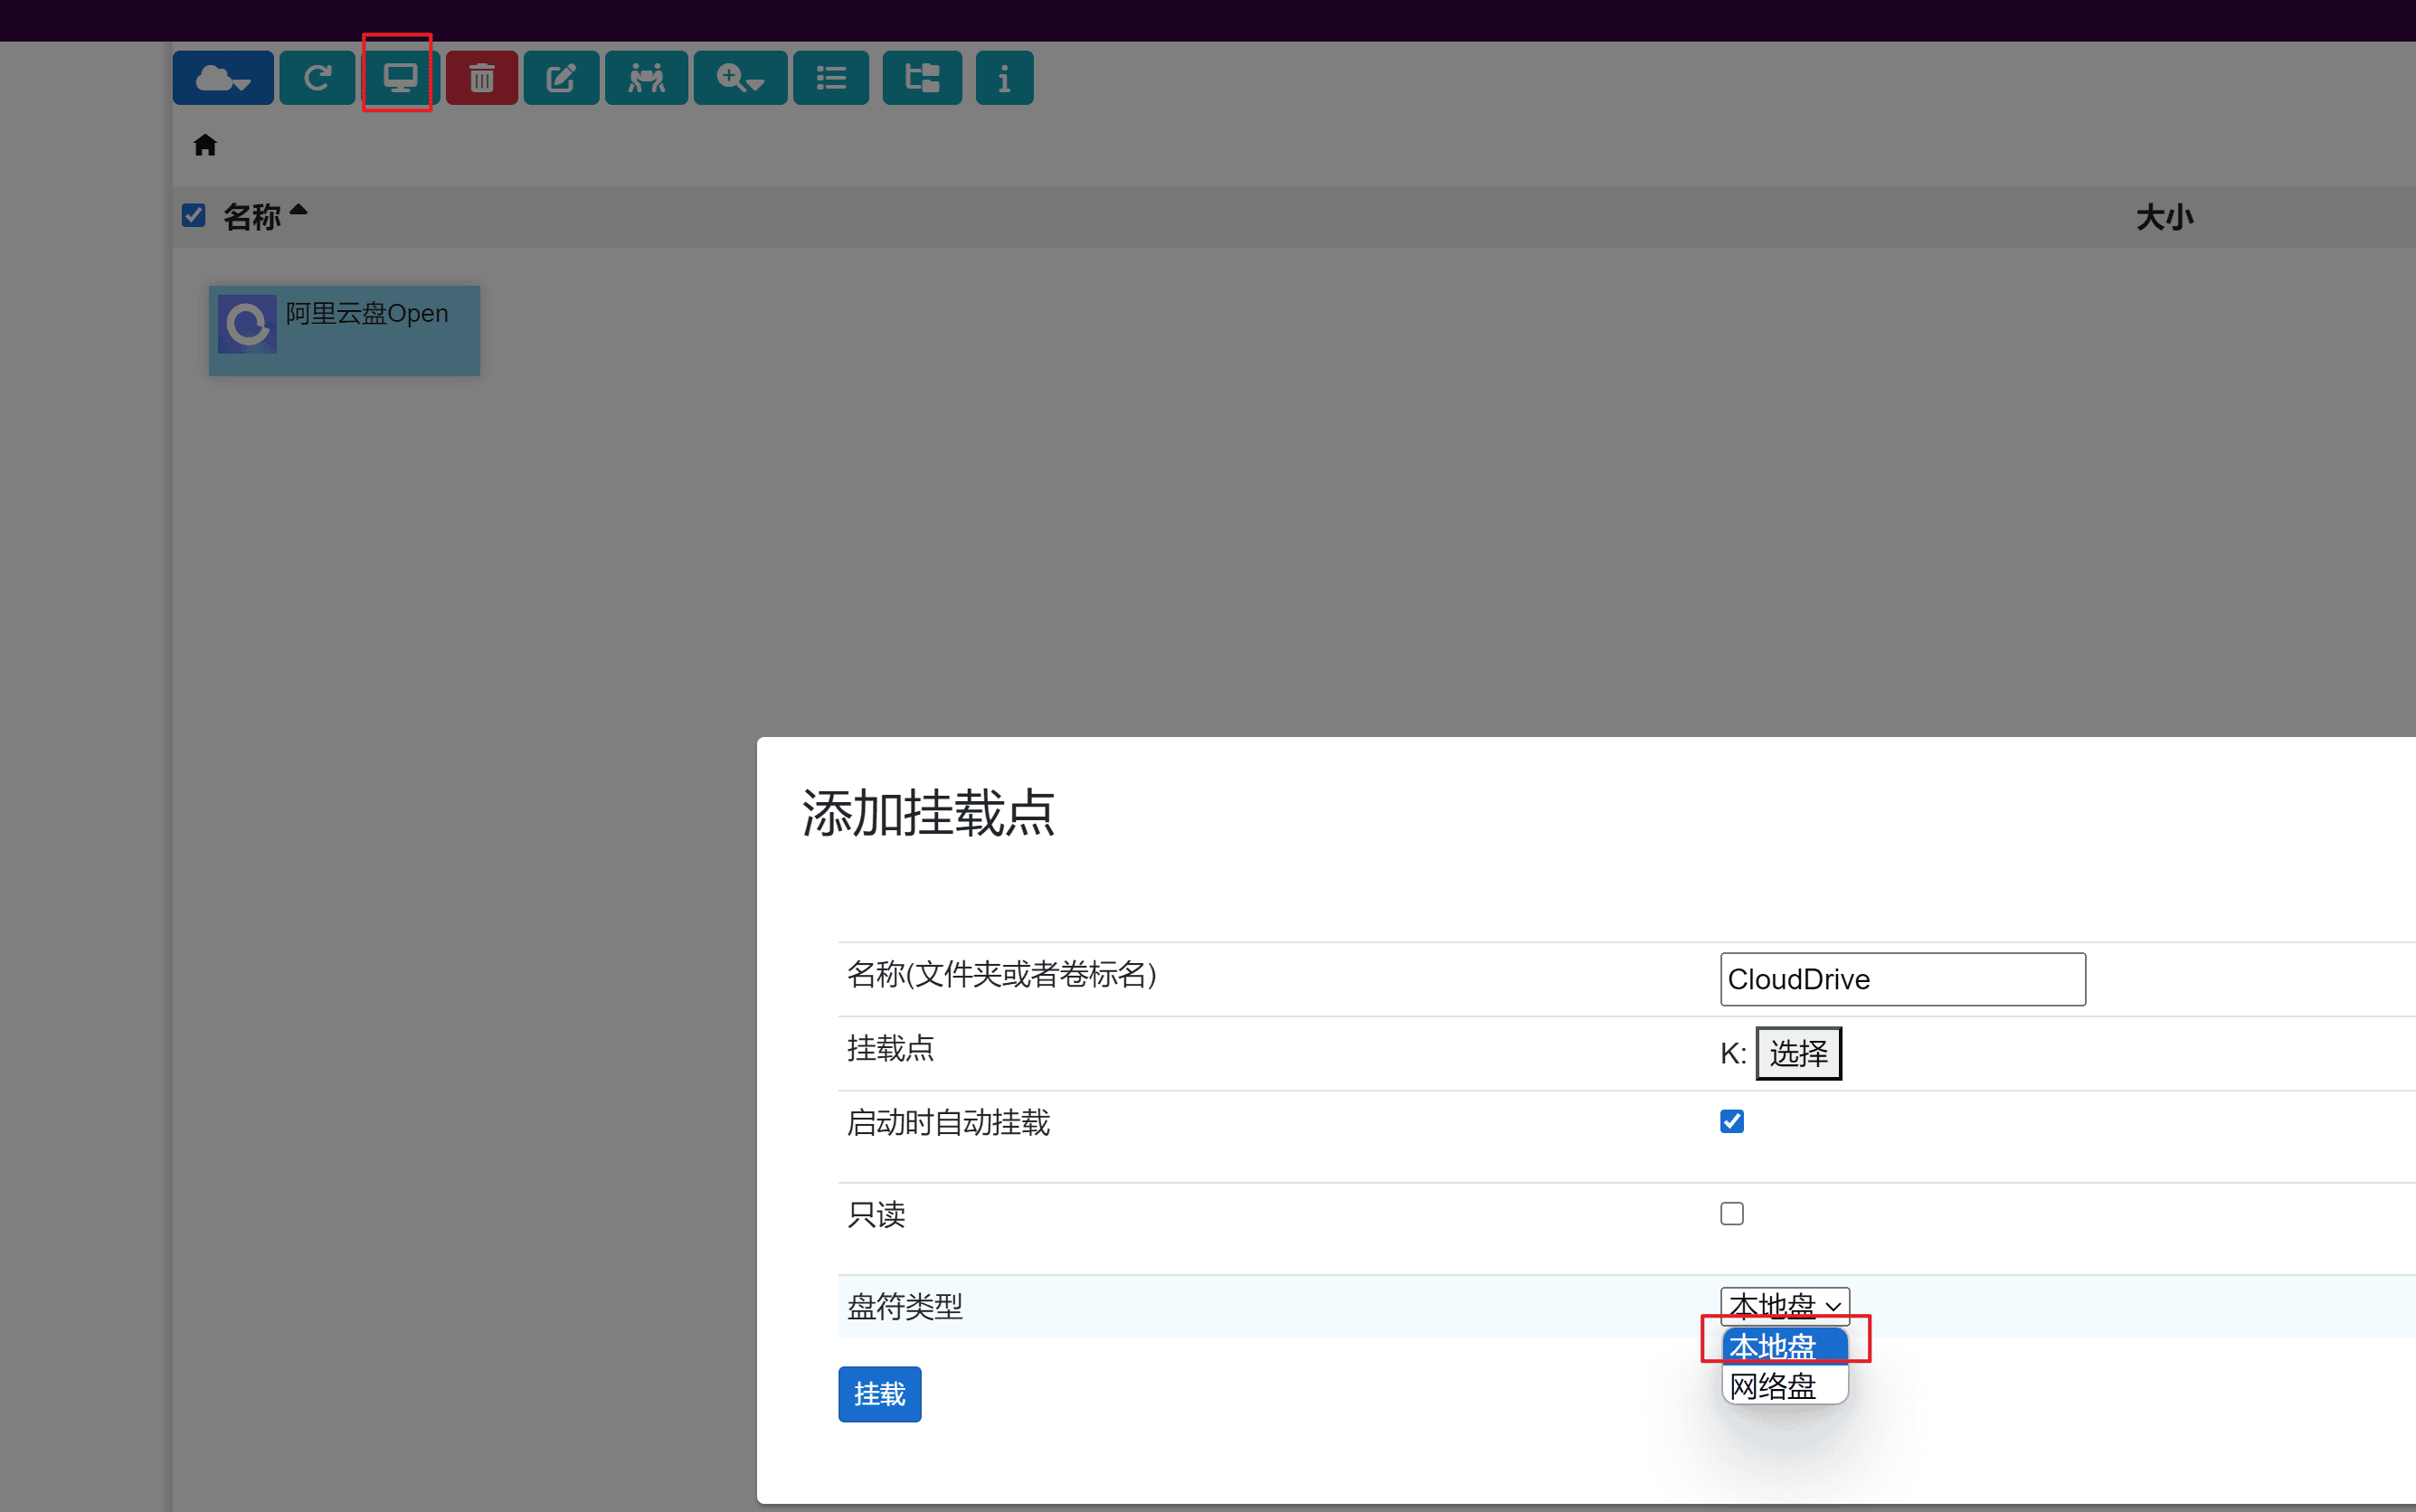 名称
大小
阿里云盘Open
添加挂载点
名称(文件夹或者卷标名)
CloudDrive
挂载点
K: 选择
启动时自动挂载
只读
盘符类型
本地盘
本地盘
网络盘
挂载